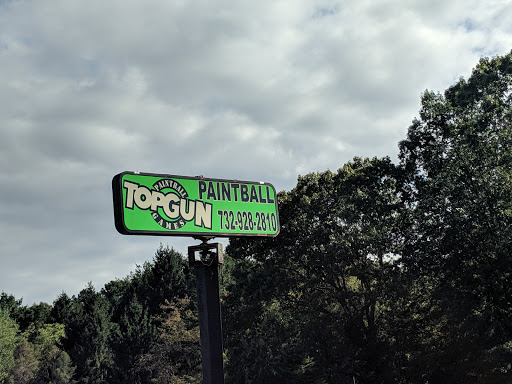 PAINTBALL
TOPGUN
GAMES
PAINTBALL
732-928-2810